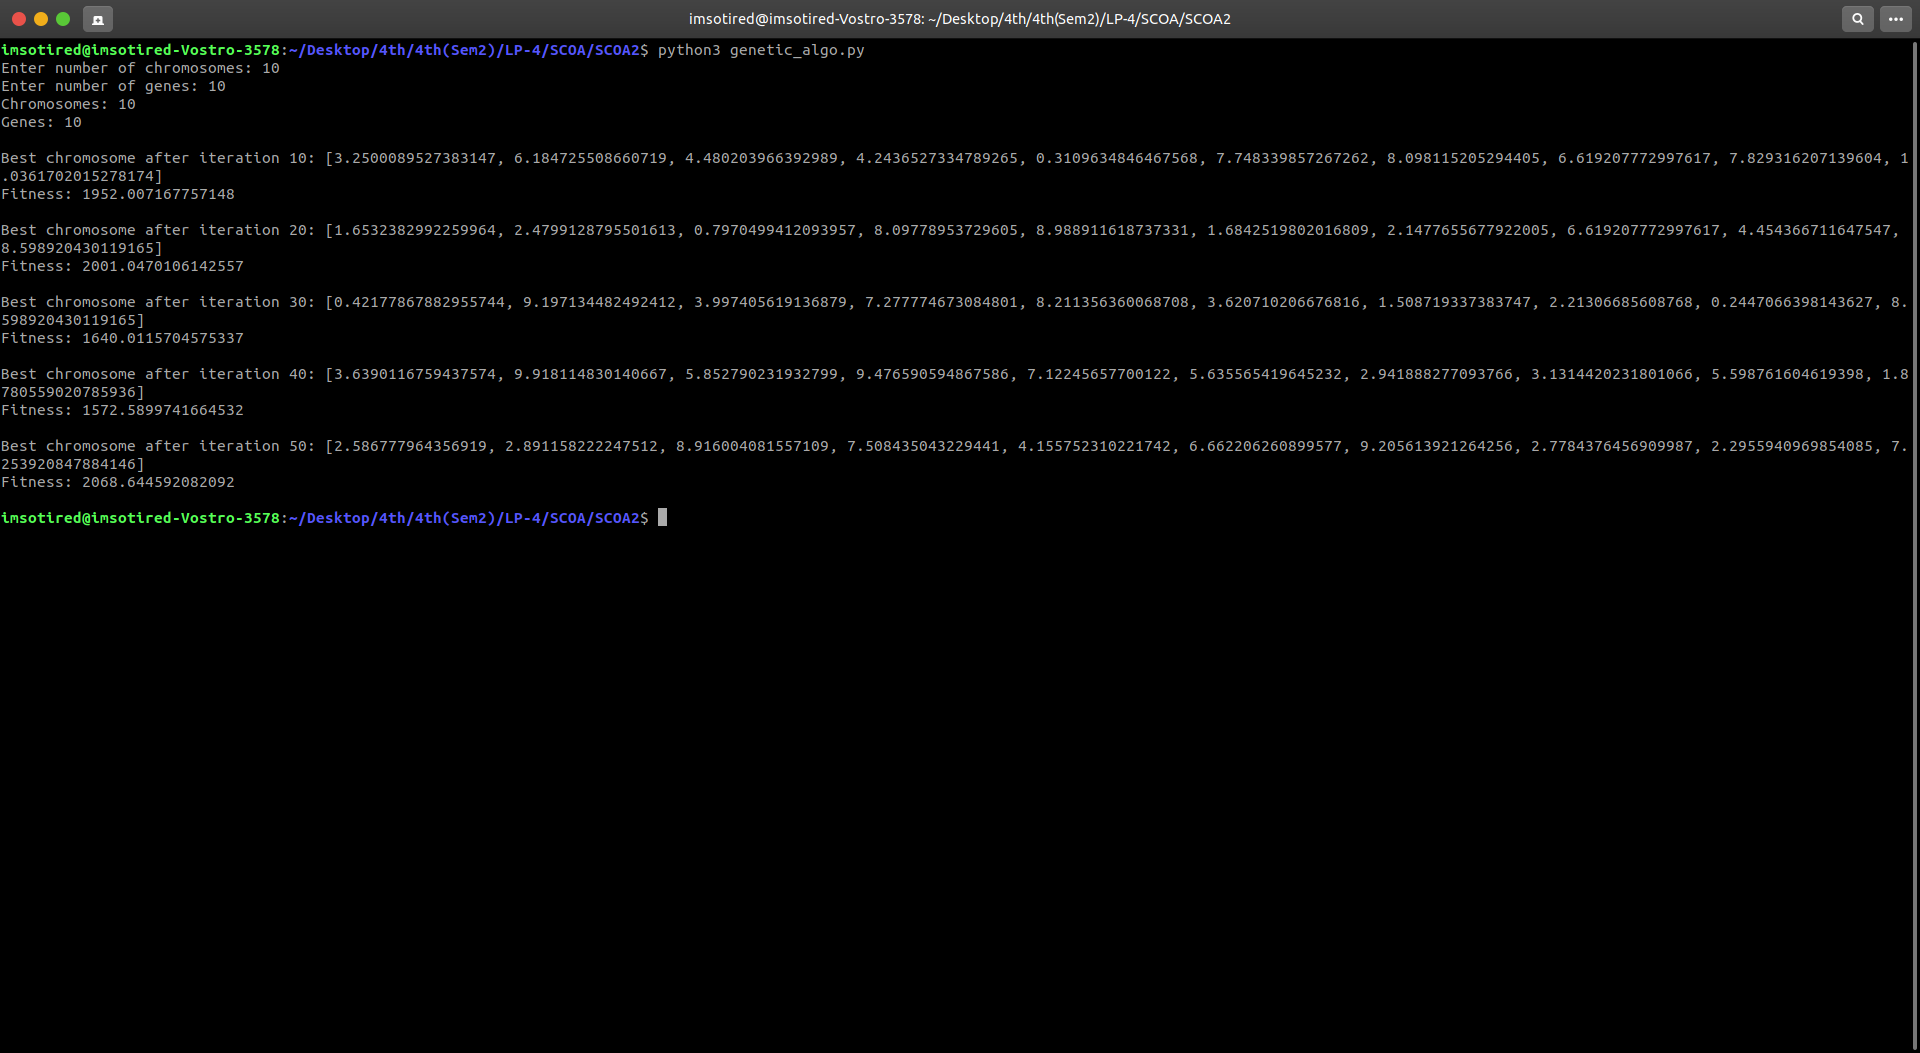 imsotired@imsotired-Vostro-3578: ~/Desktop/4th/4th(Sem2)/LP-4/SCOA/SCOA2
imsotired@imsotired-Vostro-3578:~/Desktop/4th/4th(Sem2)/LP-4/SCOA/SCOA2$ python3 genetic_algo.py
Enter number of chromosomes: 10
Enter number of genes: 10
Chromosomes: 10
Genes: 10
Best chromosome after iteration 10: [3.2500089527383147, 6.184725508660719, 4.480203966392989, 4.2436527334789265, 0.3109634846467568, 7.748339857267262, 8.098115205294405, 6.619207772997617, 7.829316207139604, 1
.0361702015278174]
Fitness: 1952.007167757148
Best chromosome after iteration 20: [1.6532382992259964, 2.4799128795501613, 0.7970499412093957, 8.09778953729605, 8.988911618737331, 1.6842519802016809, 2.1477655677922005, 6.619207772997617, 4.454366711647547,
8.598920430119165]
Fitness: 2001.0470106142557
Best chromosome after iteration 30: [0.42177867882955744, 9.197134482492412, 3.997405619136879, 7.277774673084801, 8.211356360068708, 3.620710206676816, 1.508719337383747, 2.21306685608768, 0.2447066398143627, 8.
598920430119165]
Fitness: 1640.0115704575337
Best chromosome after iteration 40: [3.6390116759437574, 9.918114830140667, 5.852790231932799, 9.476590594867586, 7.12245657700122, 5.635565419645232, 2.941888277093766, 3.1314420231801066, 5.598761604619398, 1.8
780559020785936]
Fitness: 1572.5899741664532
Best chromosome after iteration 50: [2.586777964356919, 2.891158222247512, 8.916004081557109, 7.508435043229441, 4.155752310221742, 6.662206260899577, 9.205613921264256, 2.7784376456909987, 2.2955940969854085, 7.
253920847884146]
Fitness: 2068.644592082092
imsotired@imsotired-Vostro-3578:~/Desktop/4th/4th(Sem2)/LP-4/SCOA/SCOA2$